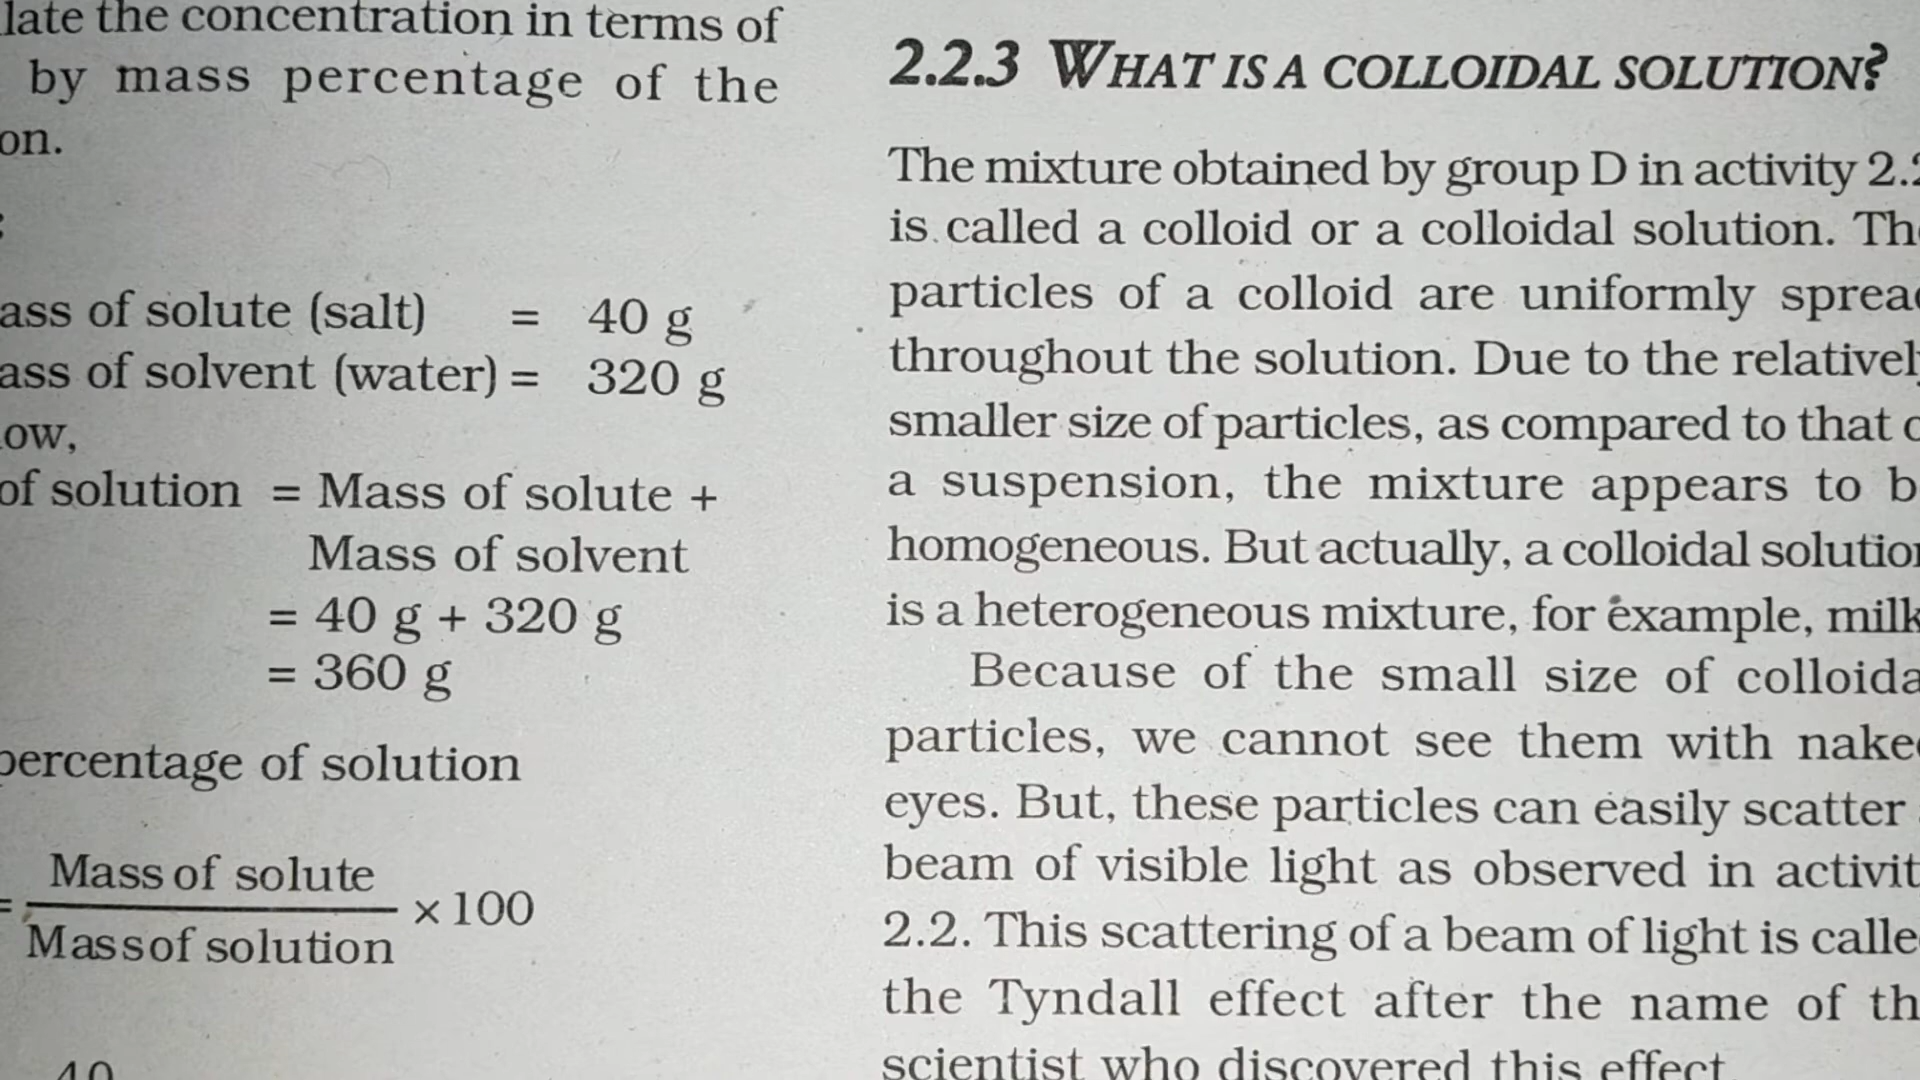 late the concentration in terms of
by mass percentage of the
on.
ass of solute (salt) = 40 g
ass of solvent (water) = 320 g
ow,
of solution = Mass of solute +
Mass of solvent
= 40 g + 320 g
= 360 g
percentage of solution
= Mass of solute
Mass of solution × 100
40
2.2.3 WHAT IS A COLLOIDAL SOLUTION?
The mixture obtained by group D in activity 2.2
is called a colloid or a colloidal solution. The
particles of a colloid are uniformly sprea
throughout the solution. Due to the relativel
smaller size of particles, as compared to that o
a suspension, the mixture appears to b
homogeneous. But actually, a colloidal solution
is a heterogeneous mixture, for example, milk
Because of the small size of colloida
particles, we cannot see them with nake
eyes. But, these particles can easily scatter
beam of visible light as observed in activit
2.2. This scattering of a beam of light is calle
the Tyndall effect after the name of th
scientist who discovered this effect